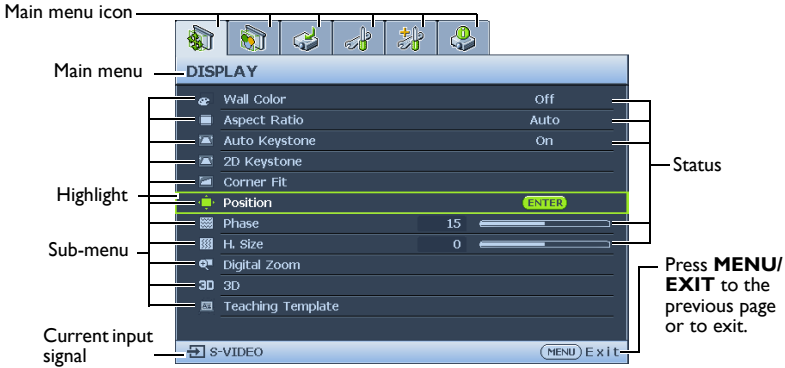 Main menu icon
Main menu
DISPLAY
Wall Color Off
Aspect Ratio Auto
Auto Keystone On
2D Keystone
Corner Fit
Status
Highlight
Position ENTER
Phase 15
Sub-menu
H. Size 0
Digital Zoom
3D 3D
Teaching Template
Press MENU/
EXIT to the
previous page
or to exit.
Current input
signal
S-VIDEO
MENU Exit